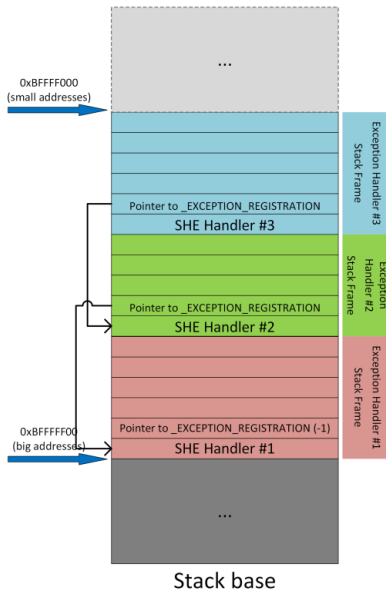 ...
0xBFFFF000
(small addresses)
Exception Handler #3
Stack Frame
Pointer to _EXCEPTION_REGISTRATION
SHE Handler #3
Exception
Handler #2
Stack Frame
Pointer to _EXCEPTION_REGISTRATION
SHE Handler #2
Exception Handler #1
Stack Frame
Pointer to _EXCEPTION_REGISTRATION (-1)
0xBFFFFF00
(big addresses)
SHE Handler #1
...
Stack base